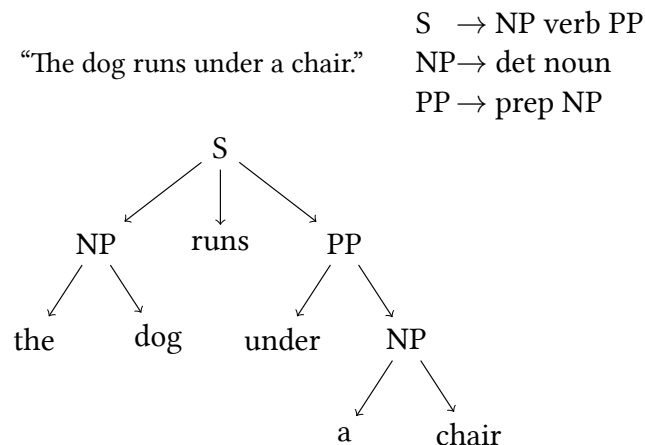 S → NP verb PP
“The dog runs under a chair.”
NP → det noun
PP → prep NP
S
NP runs PP
the dog under NP
a chair